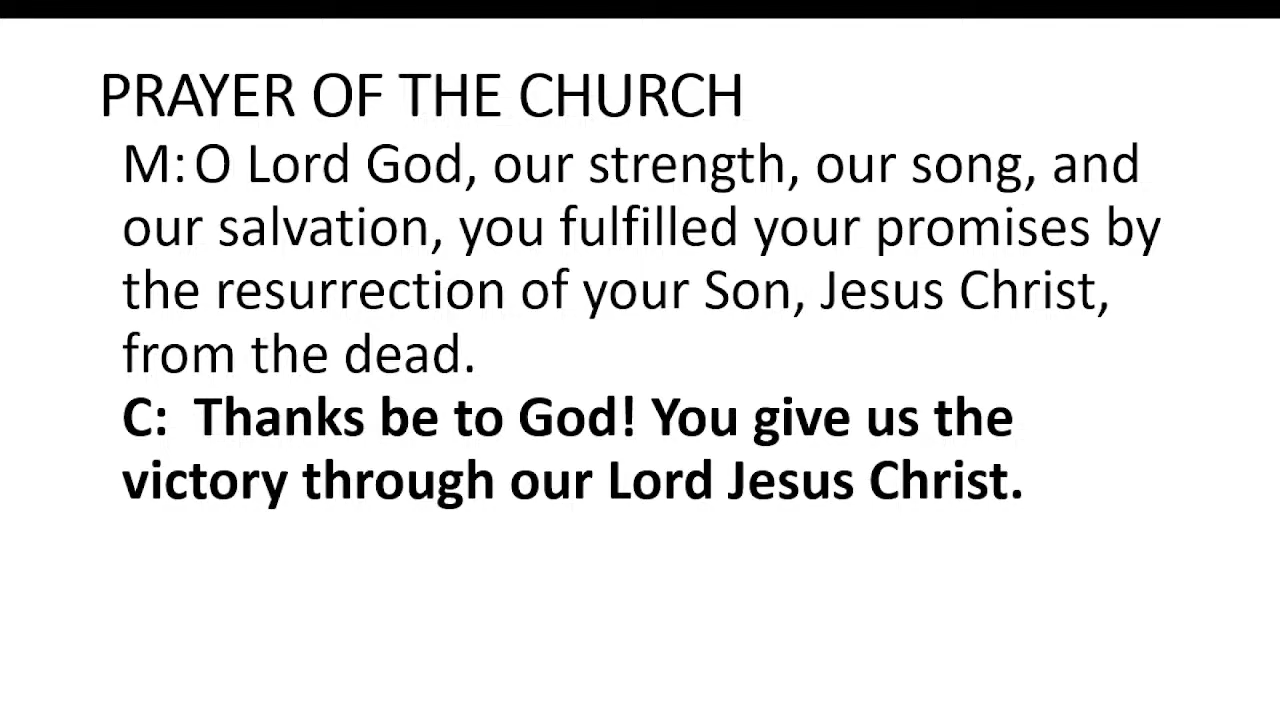 PRAYER OF THE CHURCH
M: O Lord God, our strength, our song, and
our salvation, you fulfilled your promises by
the resurrection of your Son, Jesus Christ,
from the dead.
C:  Thanks be to God! You give us the
victory through our Lord Jesus Christ.